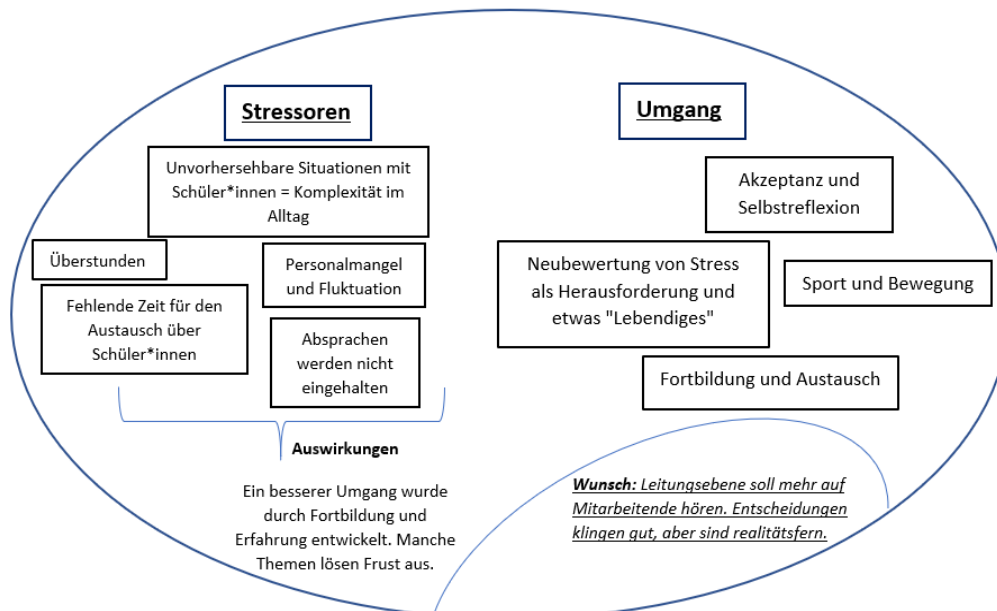 Stressoren
Unvorhersehbare Situationen mit
Schüler*innen = Komplexität im
Alltag
Überstunden
Personalmangel
und Fluktuation
Fehlende Zeit für den
Austausch über
Schüler*innen
Absprachen
werden nicht
eingehalten
Auswirkungen
Ein besserer Umgang wurde
durch Fortbildung und
Erfahrung entwickelt. Manche
Themen lösen Frust aus.
Umgang
Akzeptanz und
Selbstreflexion
Neubewertung von Stress
als Herausforderung und
etwas "Lebendiges"
Sport und Bewegung
Fortbildung und Austausch
Wunsch: Leitungsebene soll mehr auf
Mitarbeitende hören. Entscheidungen
klingen gut, aber sind realitätsfern.